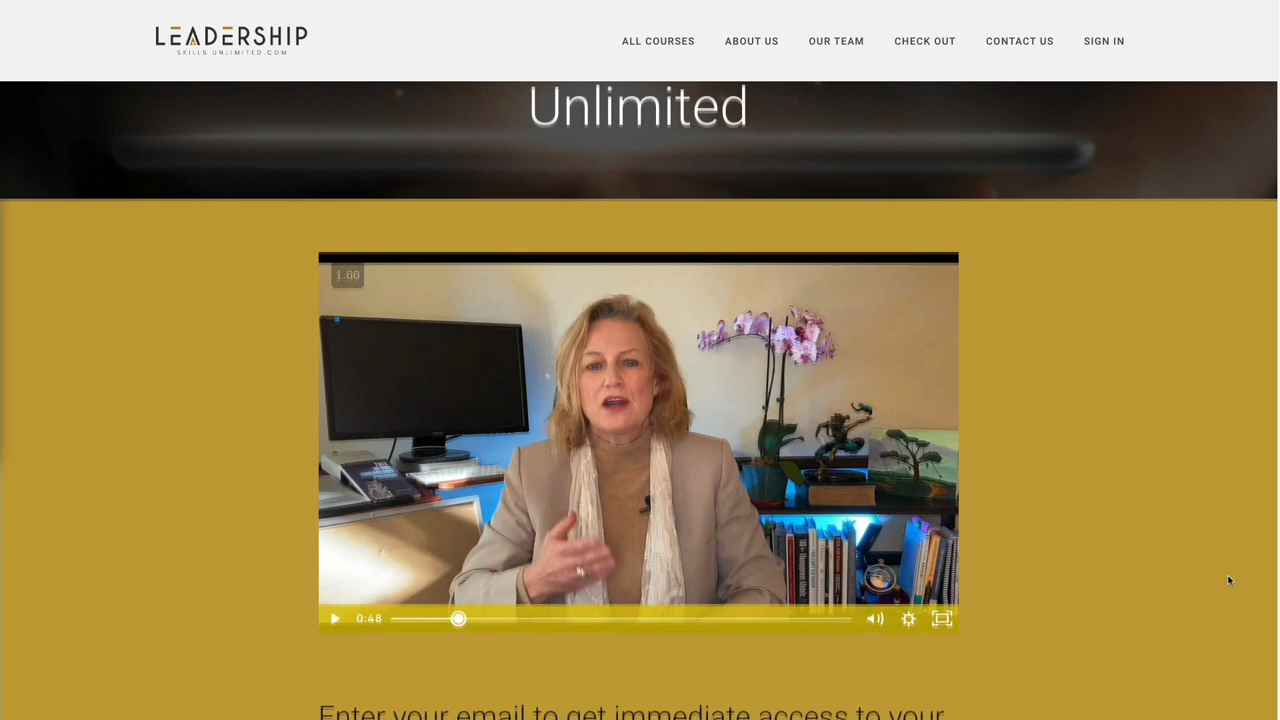 LEADERSHIP
SKILLS UNLIMITED.COM
ALL COURSES
ABOUT US
OUR TEAM
CHECK OUT
CONTACT US
SIGN IN
Unlimited
1.00
0:48
Enter your email to get immediate access to your